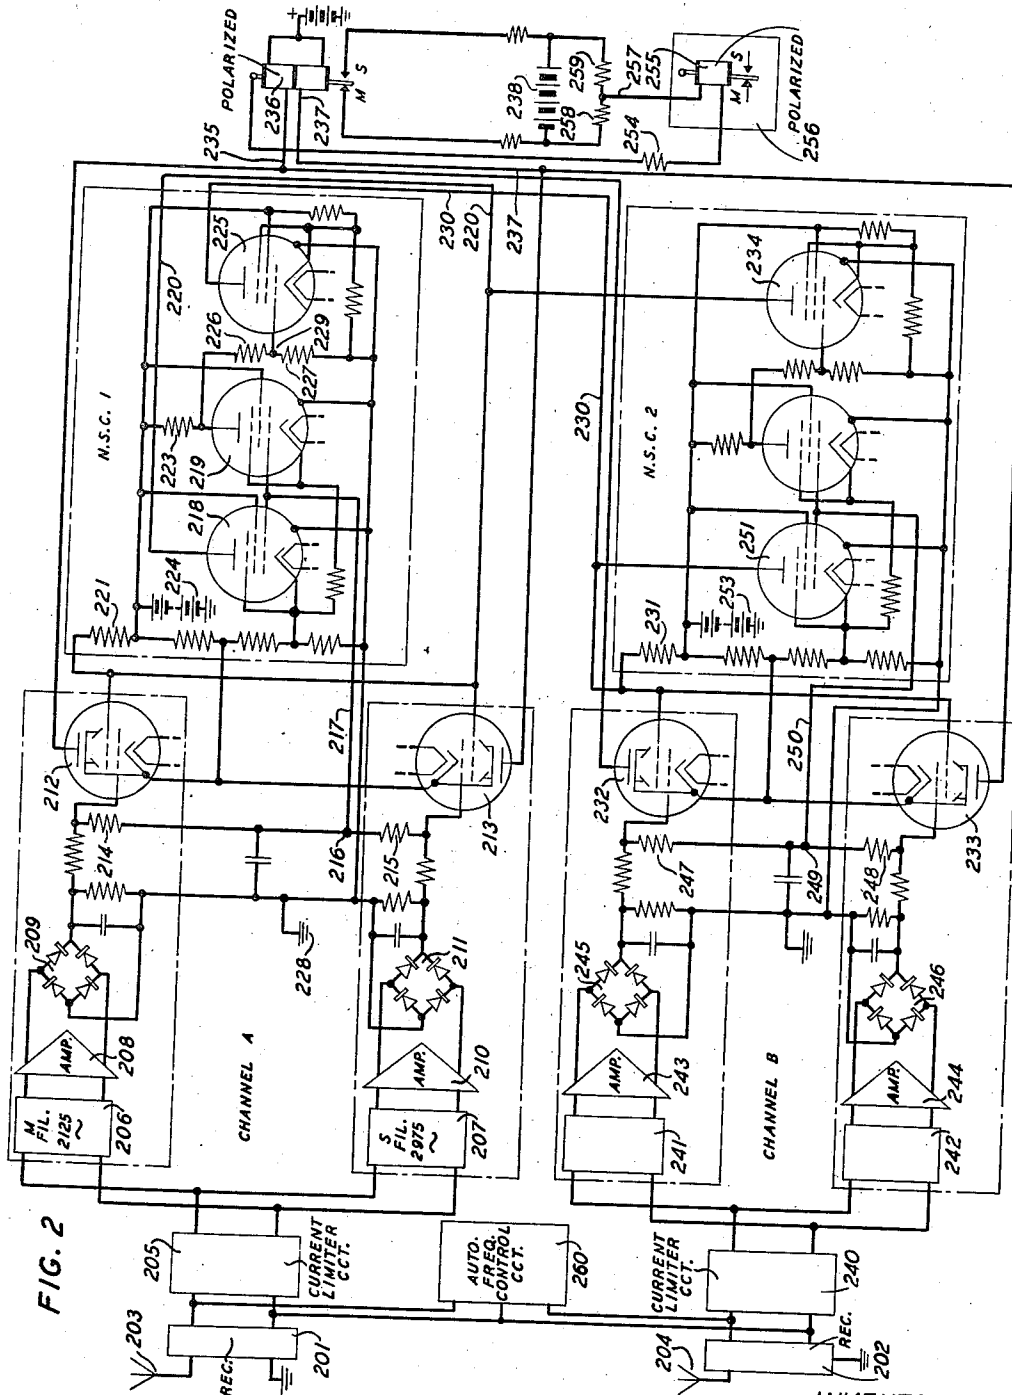 FIG. 2
203
REC.
201
205
CURRENT
LIMITER
CCT.
AUTO.
FREQ.
CONTROL
CCT.
260
CURRENT
LIMITER
CCT.
240
204
REC.
202
M
FIL.
2125
~
206
AMP.
208
209
214
212
CHANNEL A
228
216
217
S
FIL.
2975
~
207
AMP.
210
211
215
213
241
AMP.
243
245
247
232
CHANNEL B
249
250
242
AMP.
244
246
248
233
N.S.C. 1
221
224
218
219
223
226
227
229
225
220
230
220
237
N.S.C. 2
231
253
251
234
230
235
POLARIZED
236
237
+
M
S
238
258
259
254
257
255
M
S
POLARIZED
256